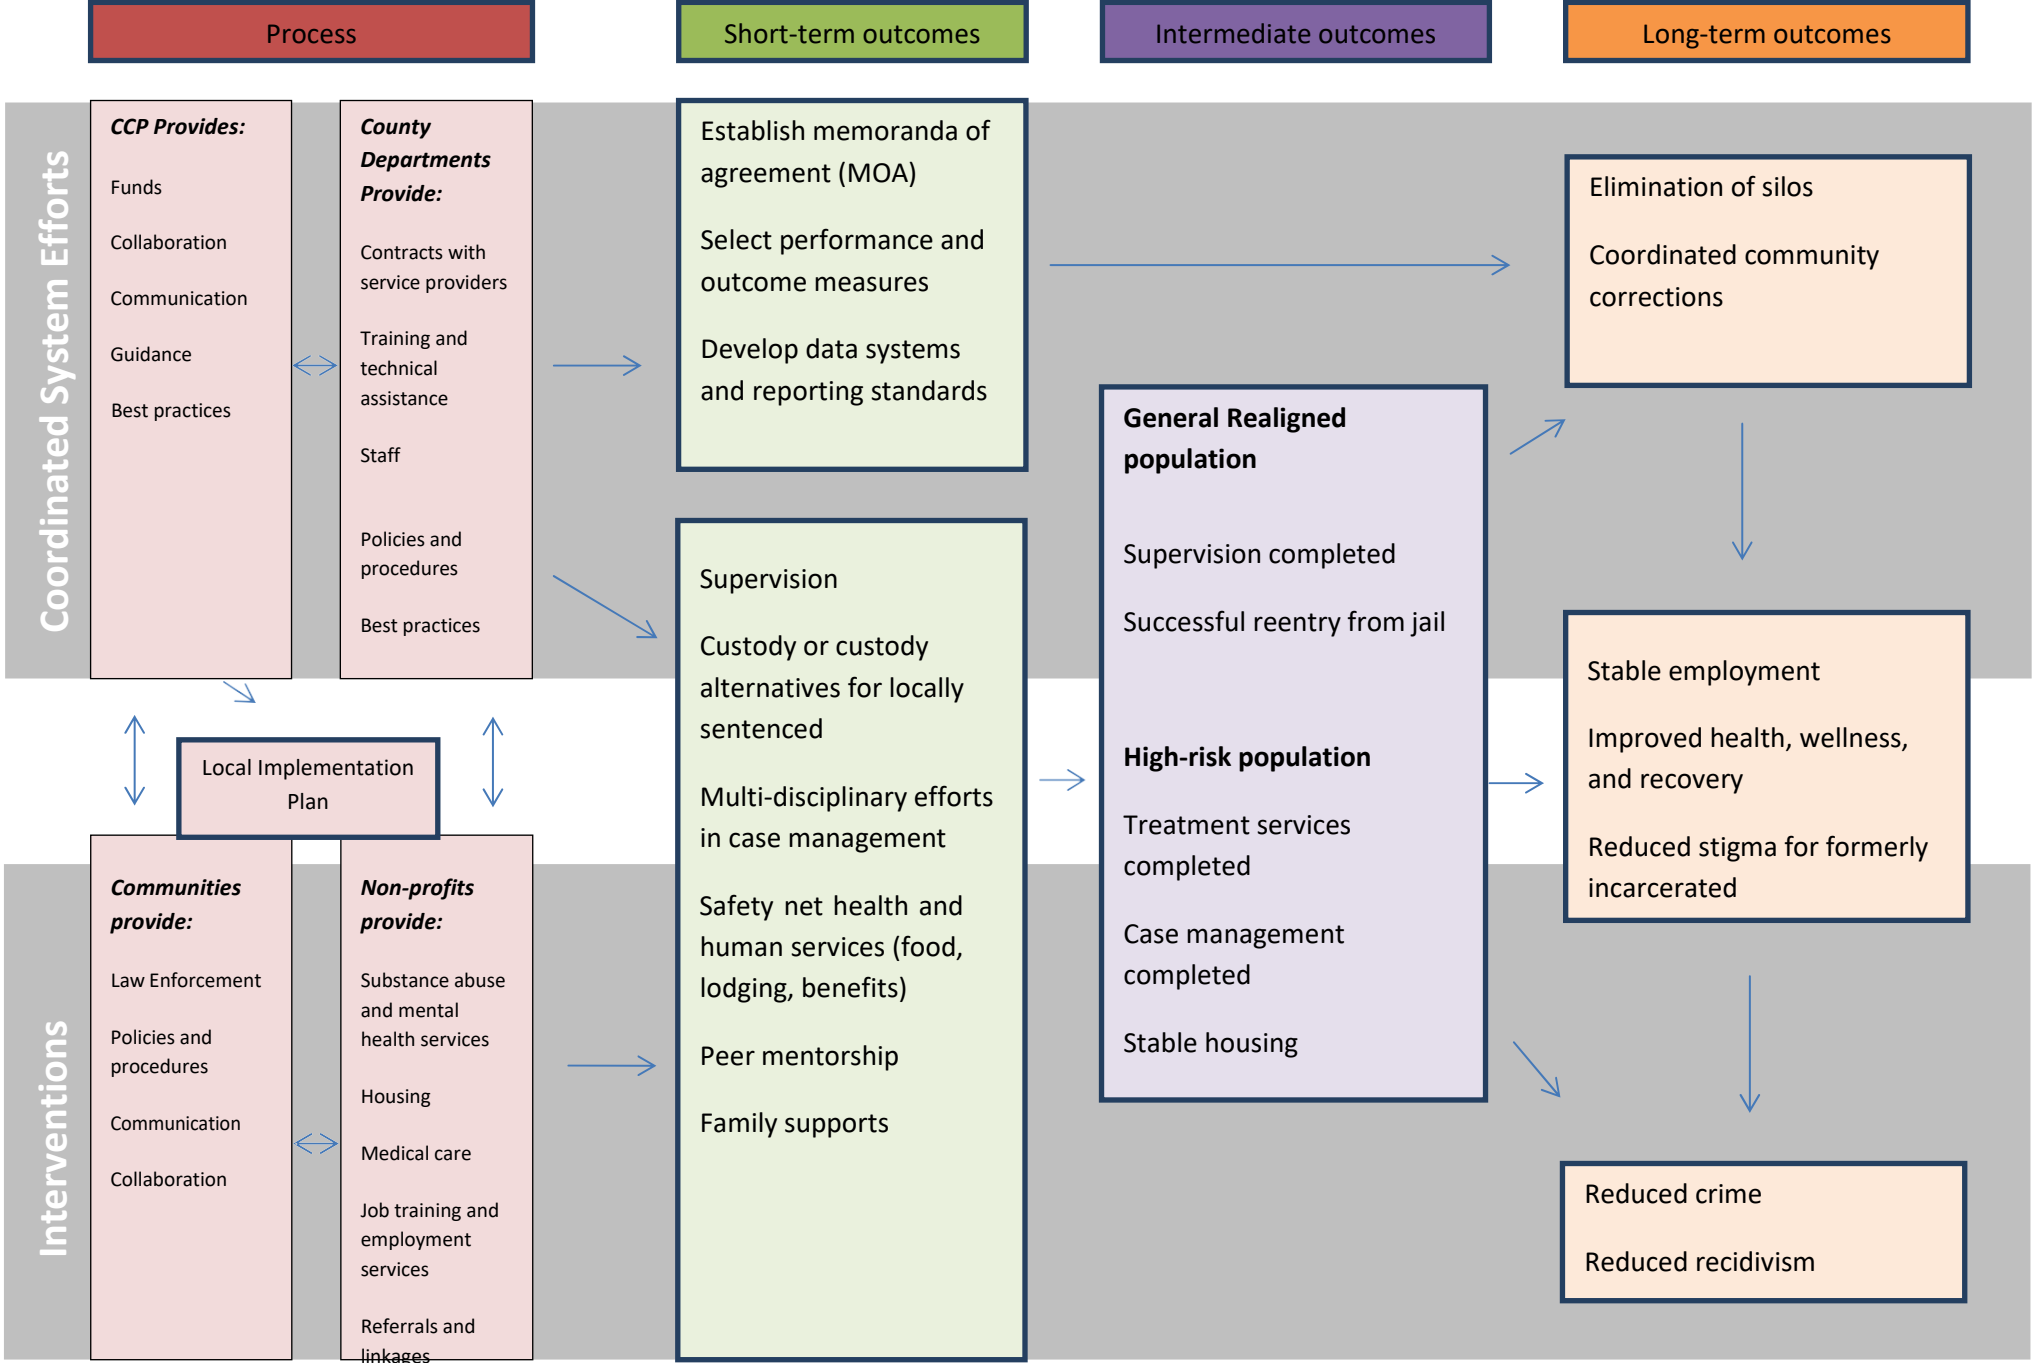 Process
Short-term outcomes
Intermediate outcomes
Long-term outcomes
Coordinated System Efforts
CCP Provides:
Funds
Collaboration
Communication
Guidance
Best practices
County
Departments
Provide:
Contracts with
service providers
Training and
technical
assistance
Staff
Policies and
procedures
Best practices
Establish memoranda of
agreement (MOA)
Select performance and
outcome measures
Develop data systems
and reporting standards
Supervision
Custody or custody
alternatives for locally
sentenced
Multi-disciplinary efforts
in case management
Safety net health and
human services (food,
lodging, benefits)
Peer mentorship
Family supports
General Realigned
population
Supervision completed
Successful reentry from jail
High-risk population
Treatment services
completed
Case management
completed
Stable housing
Elimination of silos
Coordinated community
corrections
Stable employment
Improved health, wellness,
and recovery
Reduced stigma for formerly
incarcerated
Reduced crime
Reduced recidivism
Local Implementation
Plan
Interventions
Communities
provide:
Law Enforcement
Policies and
procedures
Communication
Collaboration
Non-profits
provide:
Substance abuse
and mental
health services
Housing
Medical care
Job training and
employment
services
Referrals and
linkages